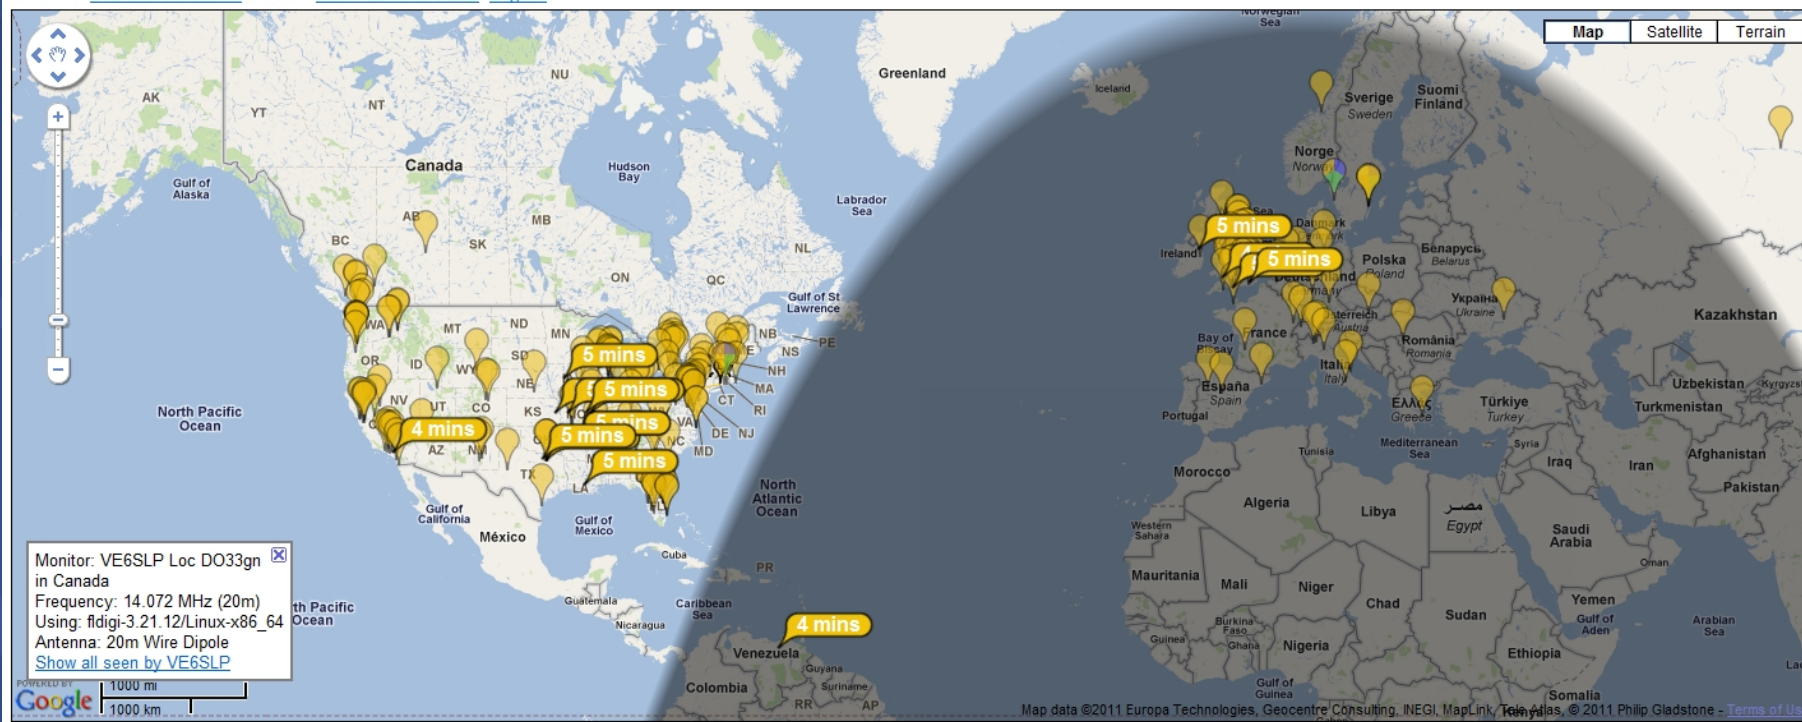 Norwegian
Sea
Map
Satellite
Terrain
Greenland
Iceland
NU
AK
YT
NT
Sverige
Sweden
Suomi
Finland
Canada
Hudson
Bay
Norge
Norway
Gulf of
Alaska
Labrador
Sea
AB
MB
BC
SK
NL
5 mins
Ireland
5 mins
Polska
Poland
Беларусь
Belarus
ON
QC
Gulf of St
Lawrence
Україна
Ukraine
Kazakhstan
WA
MT
ND
MN
NB
PE
NS
France
Bay of
Biscay
România
Romania
OR
ID
WY
SD
5 mins
NH
Italia
Italy
NE
5 mins
MA
España
Spain
Uzbekistan
NV
UT
CO
KS
CT
RI
Portugal
Ελλάς
Greece
Türkiye
Turkey
Turkmenistan
North Pacific
Ocean
4 mins
5 mins
VA
DE
NJ
5 mins
NC
MD
AZ
NM
Mediterranean
Sea
Syria
Tunisia
Iraq
Iran
Afghanistan
5 mins
TX
LA
Morocco
Pakistan
North
Atlantic
Ocean
Algeria
Libya
مصر
Egypt
FL
Gulf of
California
Gulf of
Mexico
México
Western
Sahara
Saudi
Arabia
Cuba
Oman
PR
Mauritania
Mali
Niger
Chad
Sudan
Yemen
Gulf of
Aden
Arabian
Sea
Guatemala
Nicaragua
Caribbean
Sea
4 mins
Venezuela
Guyana
Suriname
Colombia
RR
AP
Guinea
Burkina
Faso
Ghana
Nigeria
Ethiopia
Gulf of
Guinea
Somalia
Kenya
Monitor: VE6SLP Loc DO33gn
in Canada
Frequency: 14.072 MHz (20m)
Using: fldigi-3.21.12/Linux-x86_64
Antenna: 20m Wire Dipole
Show all seen by VE6SLP
POWERED BY
Google
1000 mi
1000 km
Map data ©2011 Europa Technologies, Geocentre Consulting, INEGI, MapLink, Tele Atlas, © 2011 Philip Gladstone - Terms of Us